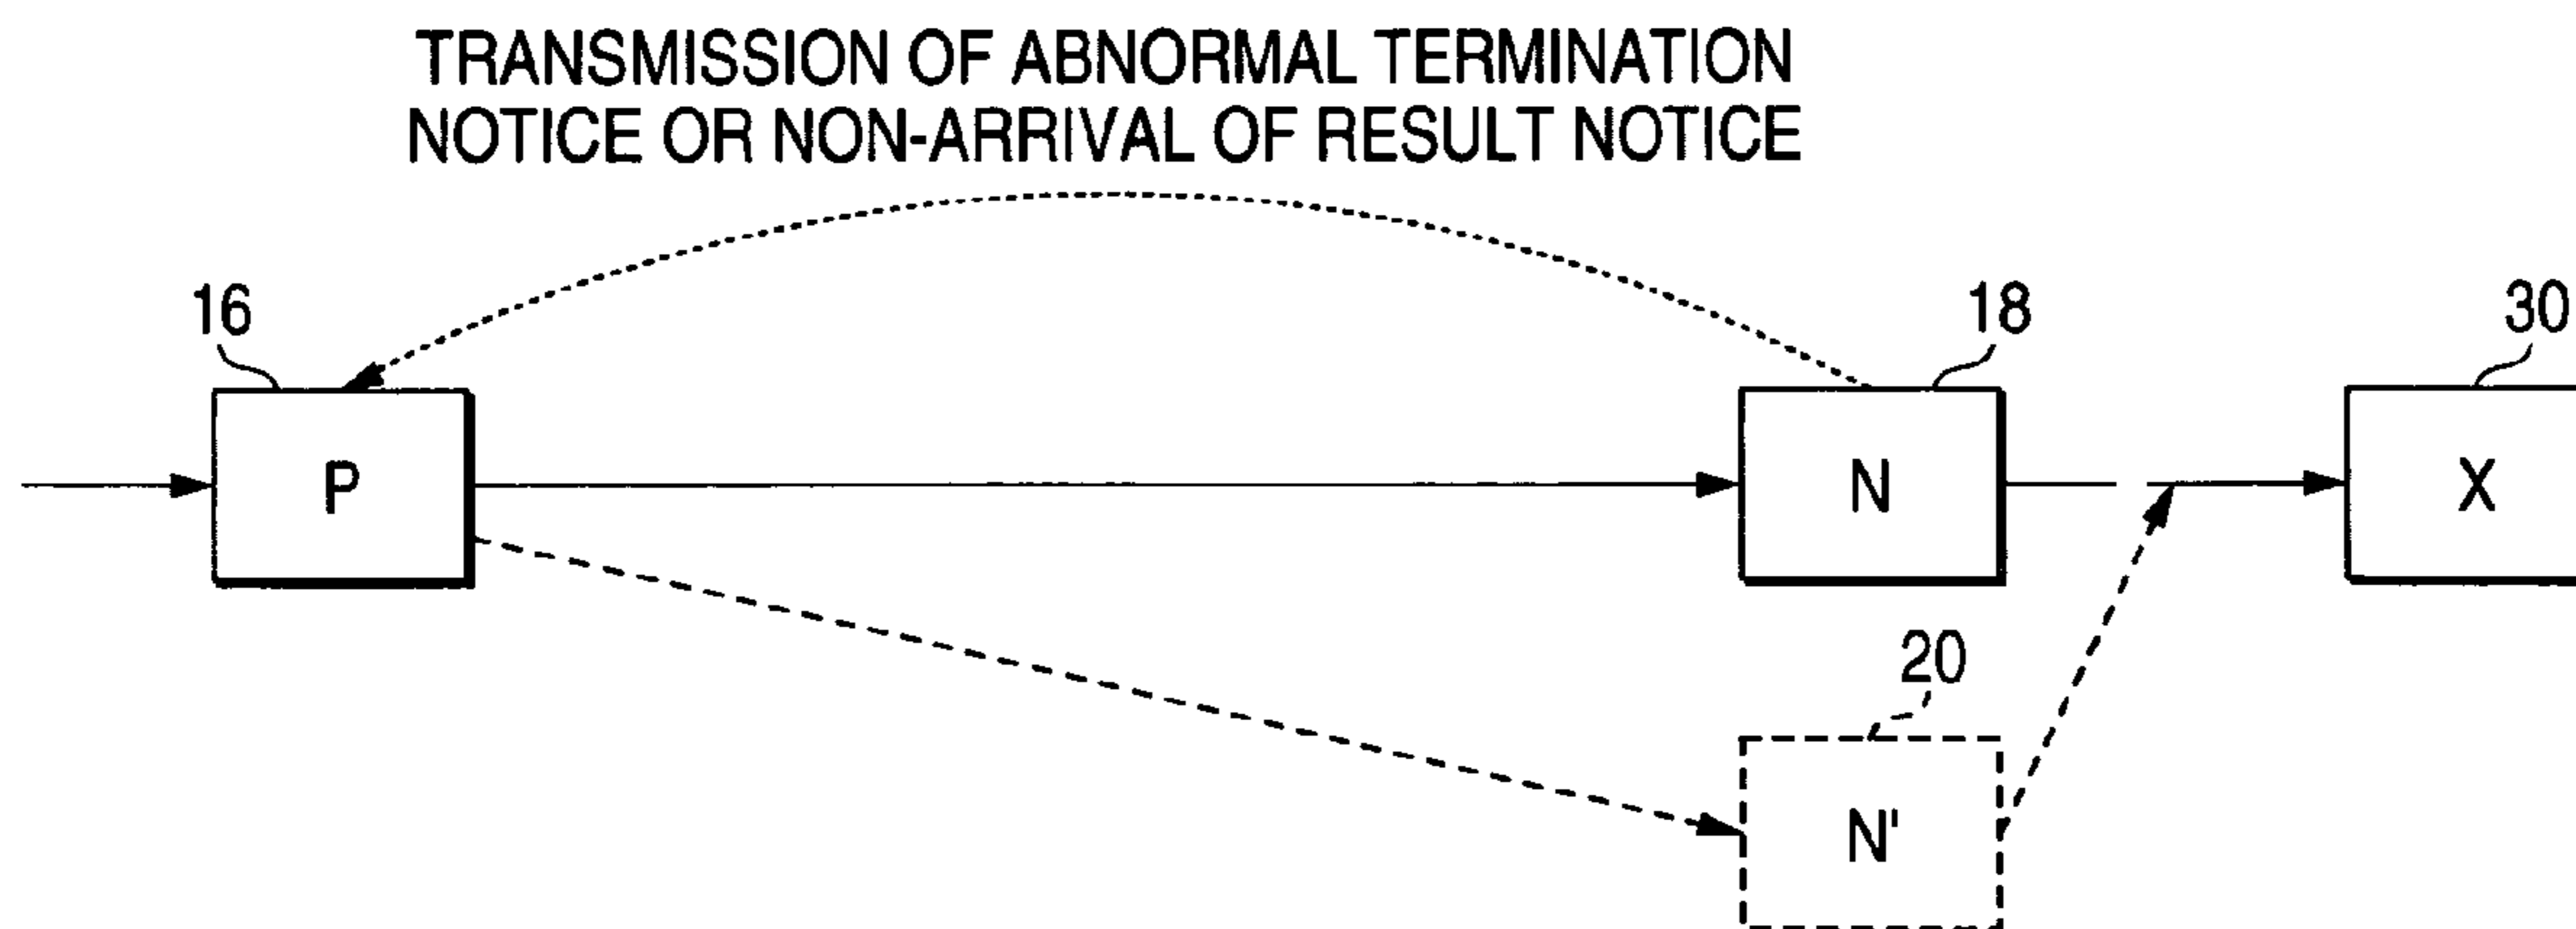 TRANSMISSION OF ABNORMAL TERMINATION
NOTICE OR NON-ARRIVAL OF RESULT NOTICE
16
18
30
P
N
X
20
N'